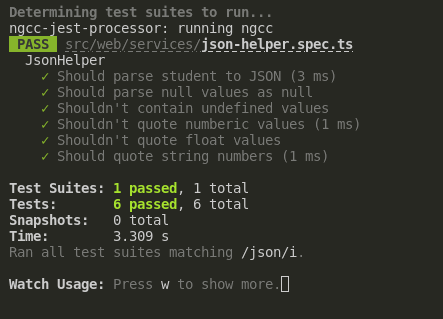 Determining test suites to run...
ngcc-jest-processor: running ngcc
PASS src/web/services/json-helper.spec.ts
JsonHelper
✓ Should parse student to JSON (3 ms)
✓ Should parse null values as null
✓ Shouldn't contain undefined values
✓ Shouldn't quote numberic values (1 ms)
✓ Shouldn't quote float values
✓ Should quote string numbers (1 ms)
Test Suites: 1 passed, 1 total
Tests: 6 passed, 6 total
Snapshots: 0 total
Time: 3.309 s
Ran all test suites matching /json/i.
Watch Usage: Press w to show more.